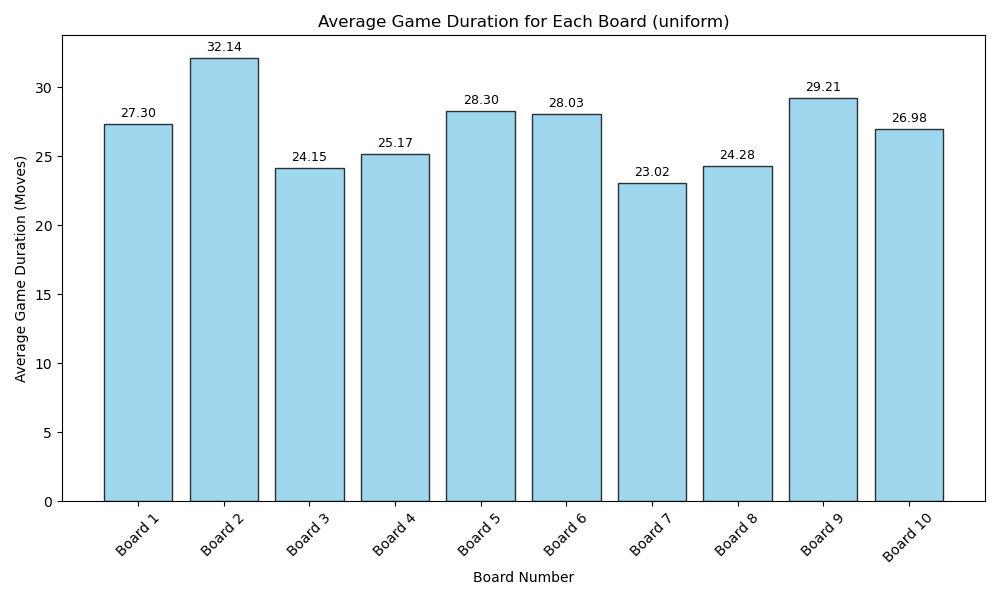 Average Game Duration for Each Board (uniform)
Average Game Duration (Moves)
30
25
20
15
10
5
0
27.30
32.14
24.15
25.17
28.30
28.03
23.02
24.28
29.21
26.98
Board 1
Board 2
Board 3
Board 4
Board 5
Board 6
Board 7
Board 8
Board 9
Board 10
Board Number